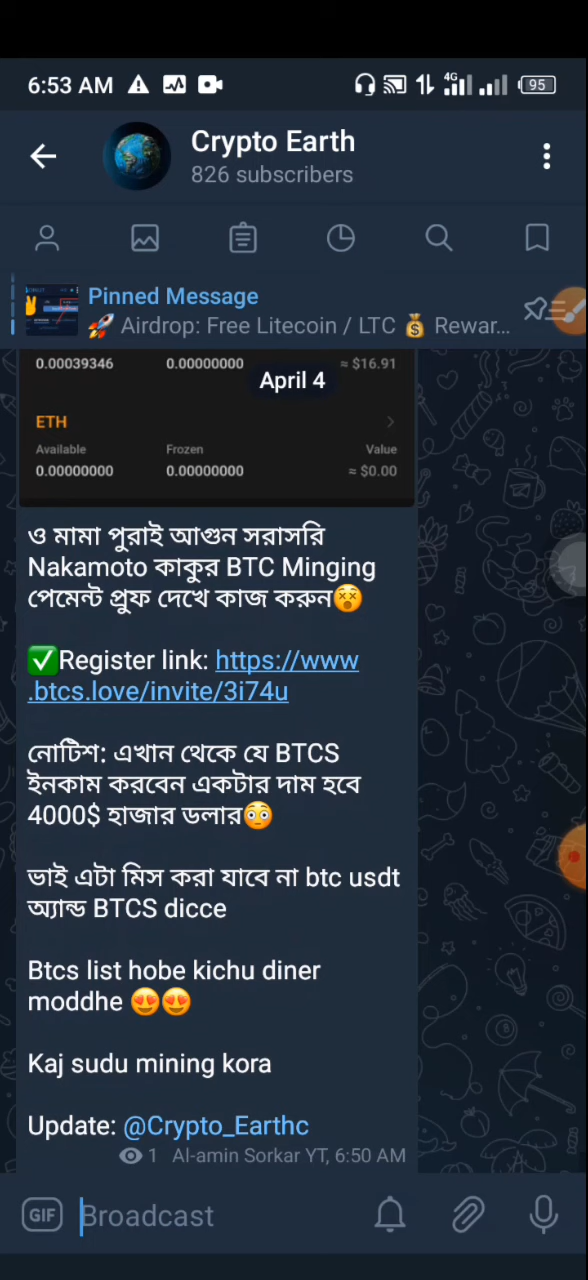 6:53 AM
4G
95
Crypto Earth
826 subscribers
Pinned Message
🚀 Airdrop: Free Litecoin / LTC 💰 Rewar...
0.00039346 0.00000000 ≈ $16.91
April 4
ETH
Available Frozen Value
0.00000000 0.00000000 ≈ $0.00
ও মামা পুরাই আগুন সরাসরি
Nakamoto কাকুর BTC Minging
পেমেন্ট প্রুফ দেখে কাজ করুন😵
✅Register link: https://www
.btcs.love/invite/3i74u
নোটিশ: এখান থেকে যে BTCS
ইনকাম করবেন একটার দাম হবে
4000$ হাজার ডলার😳
ভাই এটা মিস করা যাবে না btc usdt
অ্যান্ড BTCS dicce
Btcs list hobe kichu diner
moddhe 😍😍
Kaj sudu mining kora
Update: @Crypto_Earthc
1 Al-amin Sorkar YT, 6:50 AM
GIF Broadcast